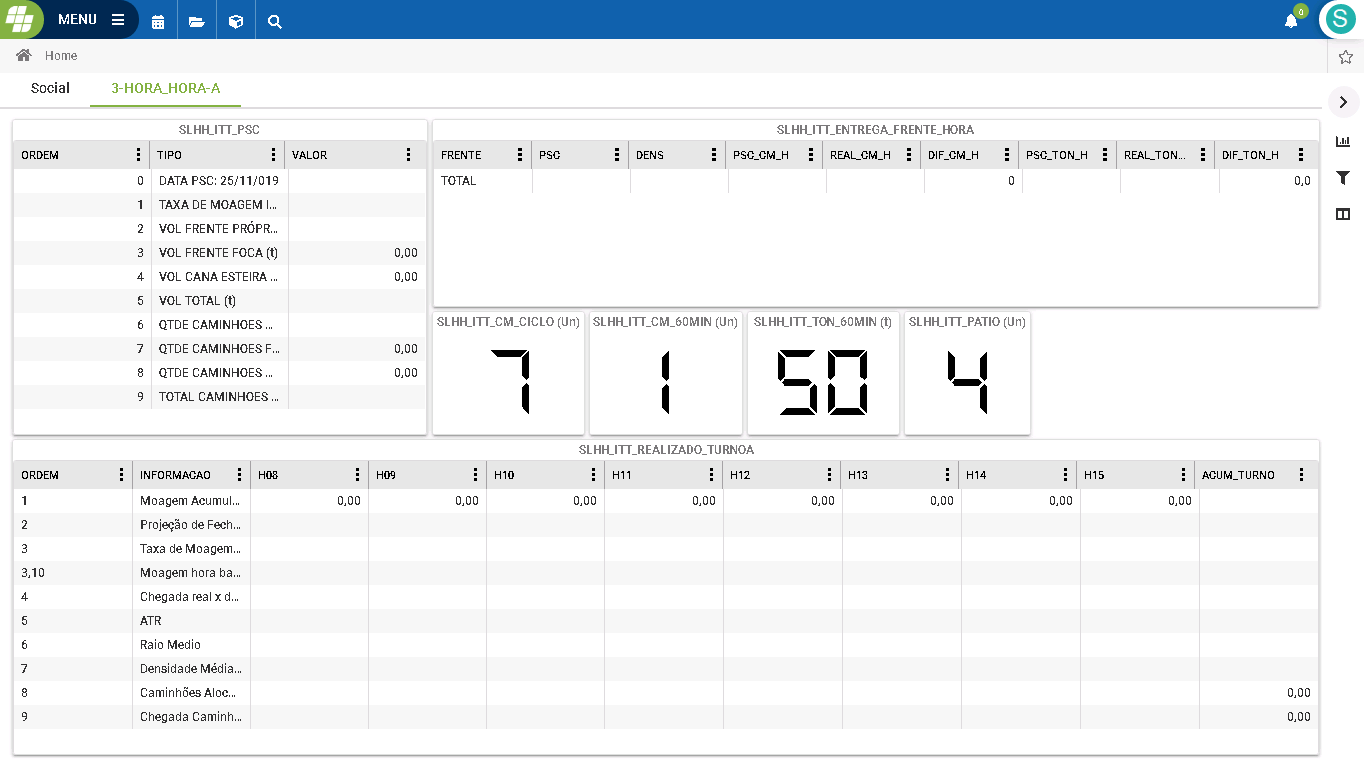 MENU
0
S
Home
Social
3-HORA_HORA-A
SLHH_ITT_PSC
ORDEM TIPO VALOR
0 DATA PSC: 25/11/019
1 TAXA DE MOAGEM I...
2 VOL FRENTE PRÓPR...
3 VOL FRENTE FOCA (t) 0,00
4 VOL CANA ESTEIRA ... 0,00
5 VOL TOTAL (t)
6 QTDE CAMINHOES ...
7 QTDE CAMINHOES F... 0,00
8 QTDE CAMINHOES ... 0,00
9 TOTAL CAMINHOES ...
SLHH_ITT_ENTREGA_FRENTE_HORA
FRENTE PSC DENS PSC_CM_H REAL_CM_H DIF_CM_H PSC_TON_H REAL_TON... DIF_TON_H
TOTAL 0 0,0
SLHH_ITT_CM_CICLO (Un)
7
SLHH_ITT_CM_60MIN (Un)
1
SLHH_ITT_TON_60MIN (t)
50
SLHH_ITT_PATIO (Un)
4
SLHH_ITT_REALIZADO_TURNOA
ORDEM INFORMACAO H08 H09 H10 H11 H12 H13 H14 H15 ACUM_TURNO
1 Moagem Acumul... 0,00 0,00 0,00 0,00 0,00 0,00 0,00 0,00
2 Projeção de Fech...
3 Taxa de Moagem...
3,10 Moagem hora ba...
4 Chegada real x d...
5 ATR
6 Raio Medio
7 Densidade Média...
8 Caminhões Aloc... 0,00
9 Chegada Caminh... 0,00